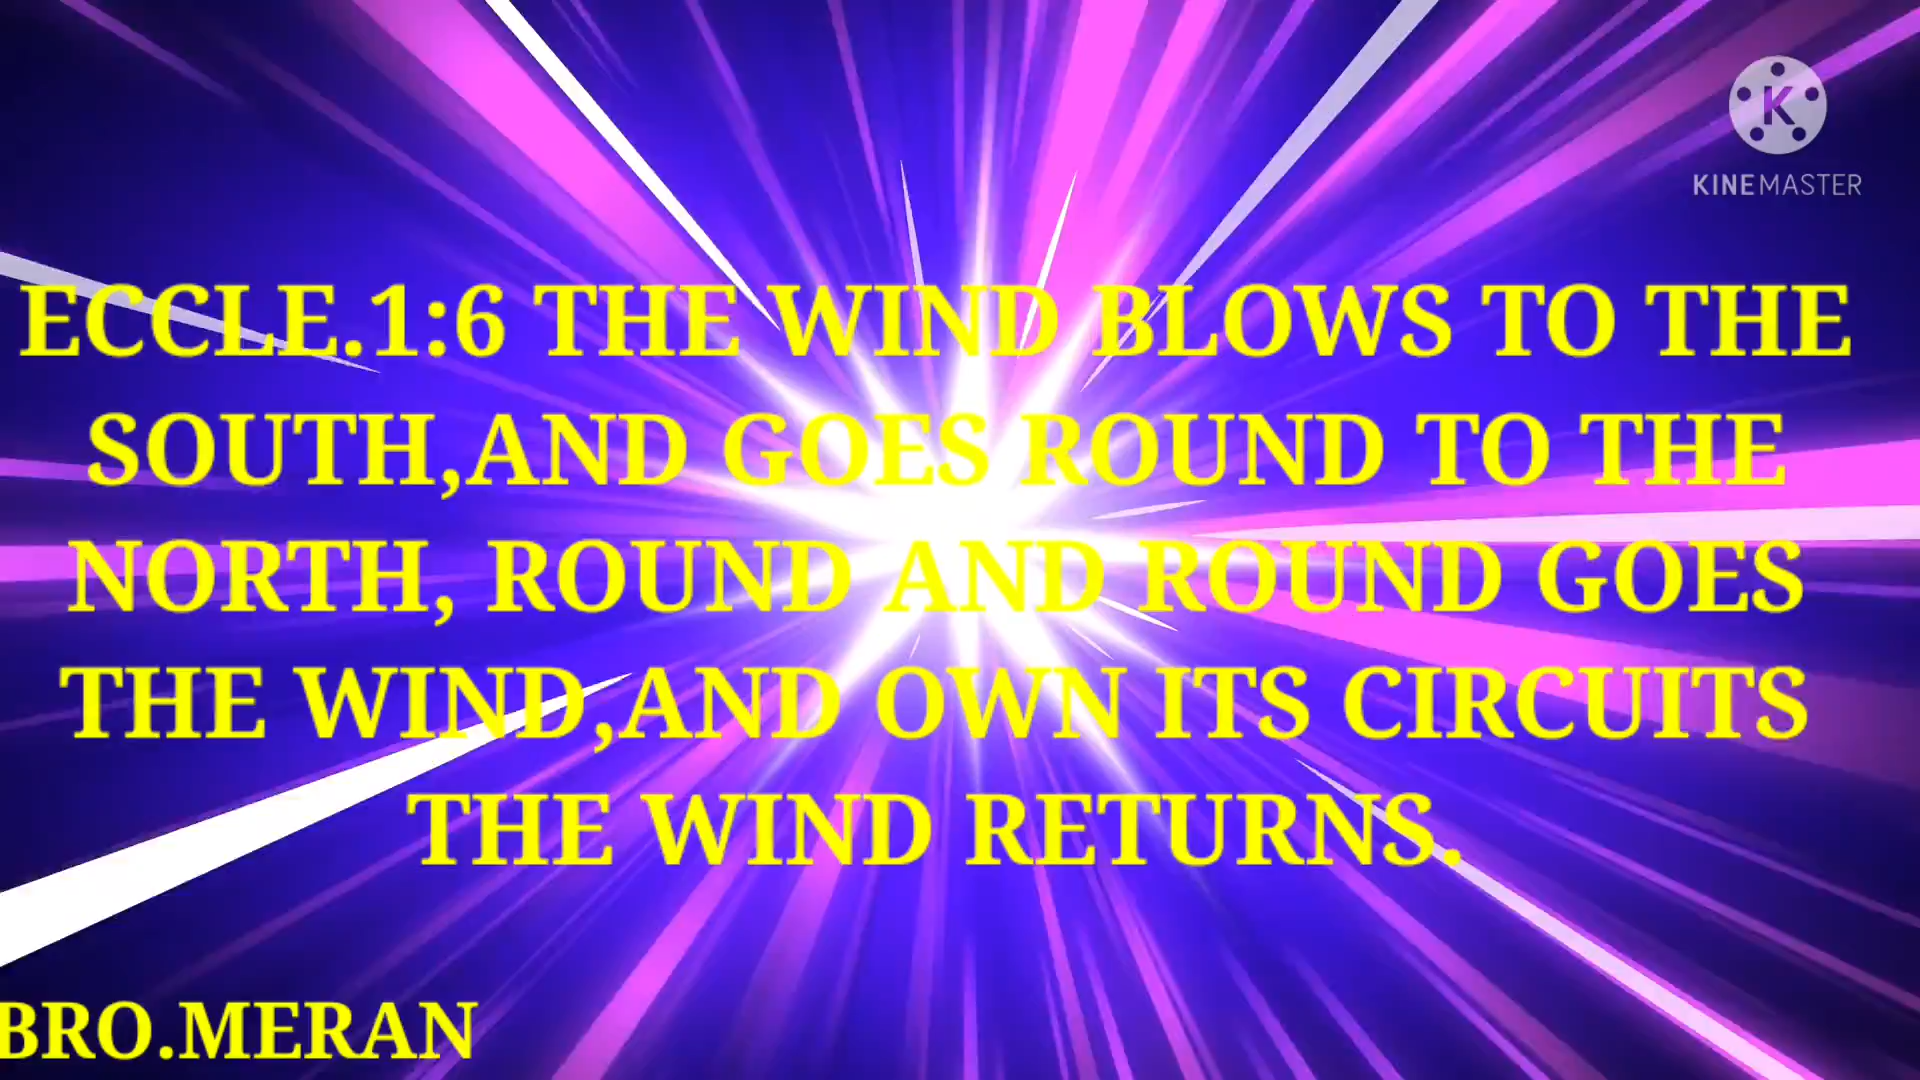 K
KINEMASTER
ECCLE.1:6 THE WIND BLOWS TO THE
SOUTH,AND GOES ROUND TO THE
NORTH, ROUND AND ROUND GOES
THE WIND,AND OWN ITS CIRCUITS
THE WIND RETURNS.
BRO.MERAN